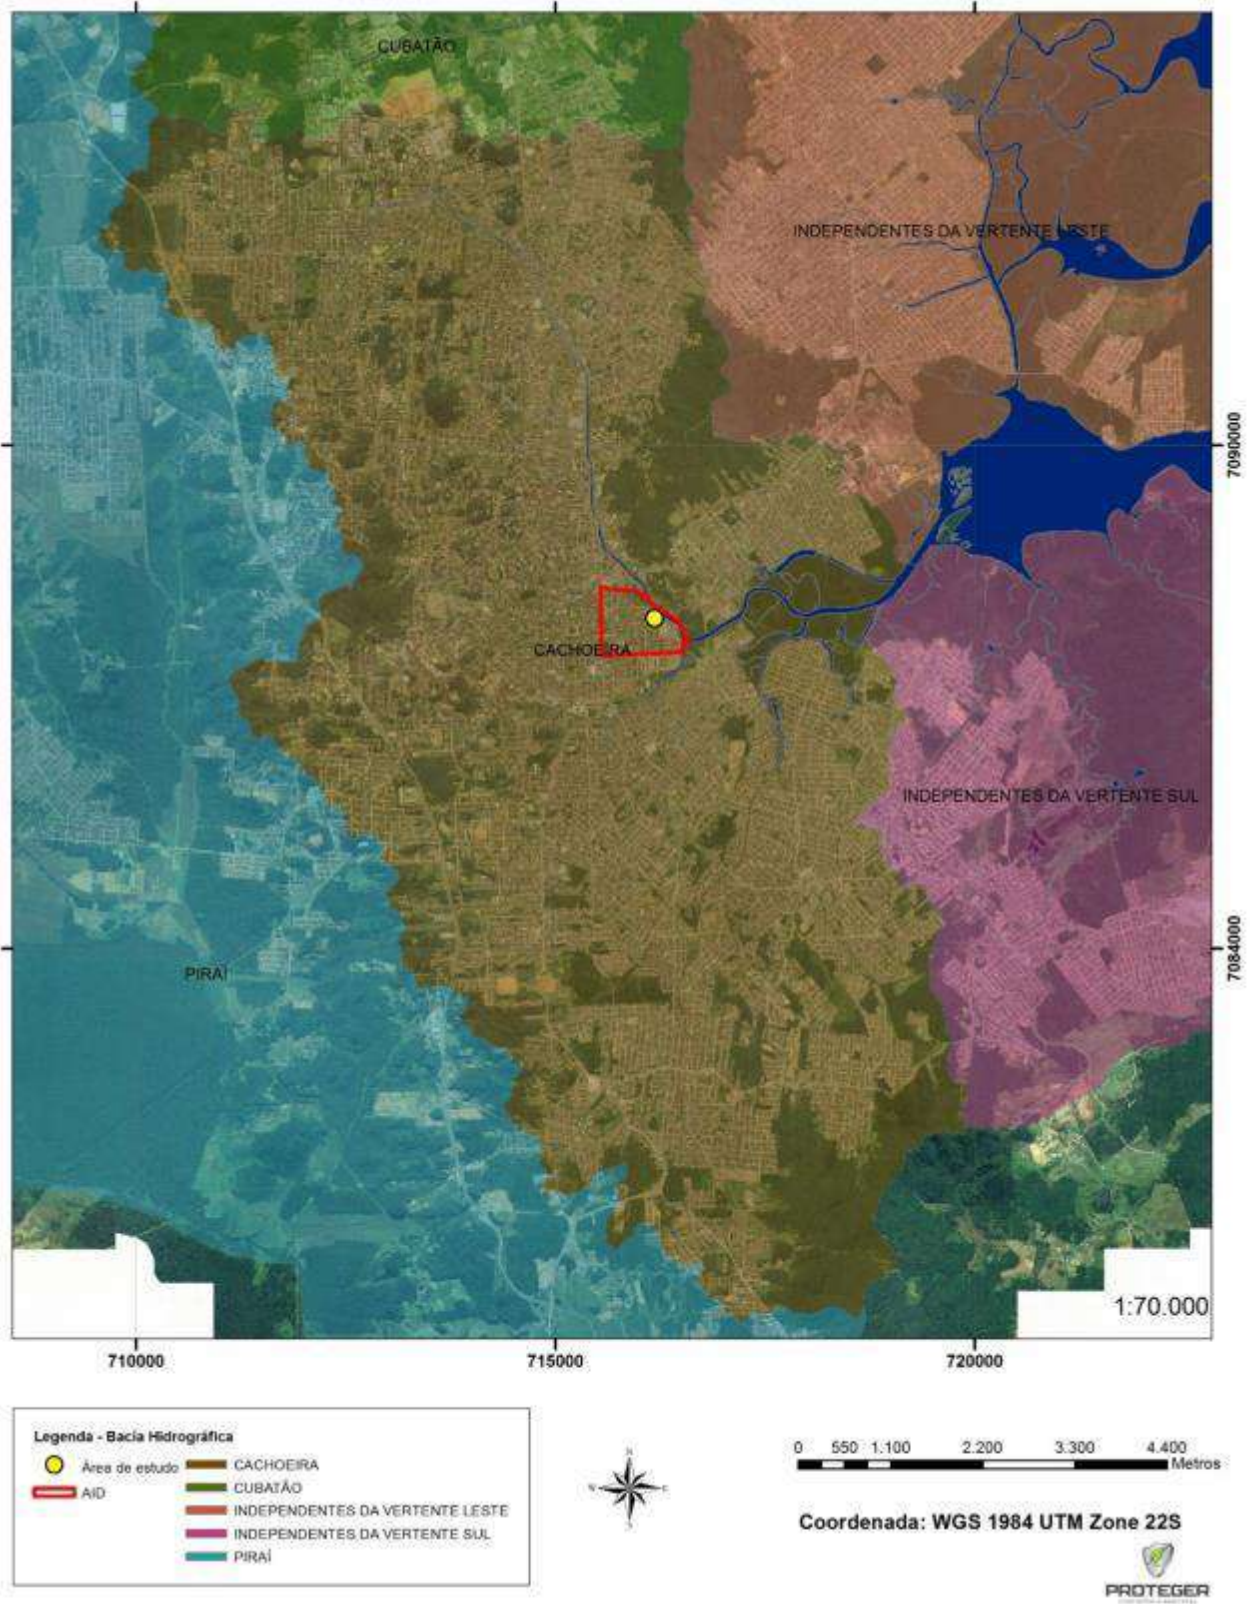 CUBATÃO
INDEPENDENTES DA VERTENTE LESTE
7090000
CACHOEIRA
INDEPENDENTES DA VERTENTE SUL
7084000
PIRAÍ
1:70.000
710000 715000 720000
Legenda - Bacia Hidrográfica
Área de estudo
AID
CACHOEIRA
CUBATÃO
INDEPENDENTES DA VERTENTE LESTE
INDEPENDENTES DA VERTENTE SUL
PIRAÍ
N
S
0 550 1.100 2.200 3.300 4.400
Metros
Coordenada: WGS 1984 UTM Zone 22S
PROTEGER